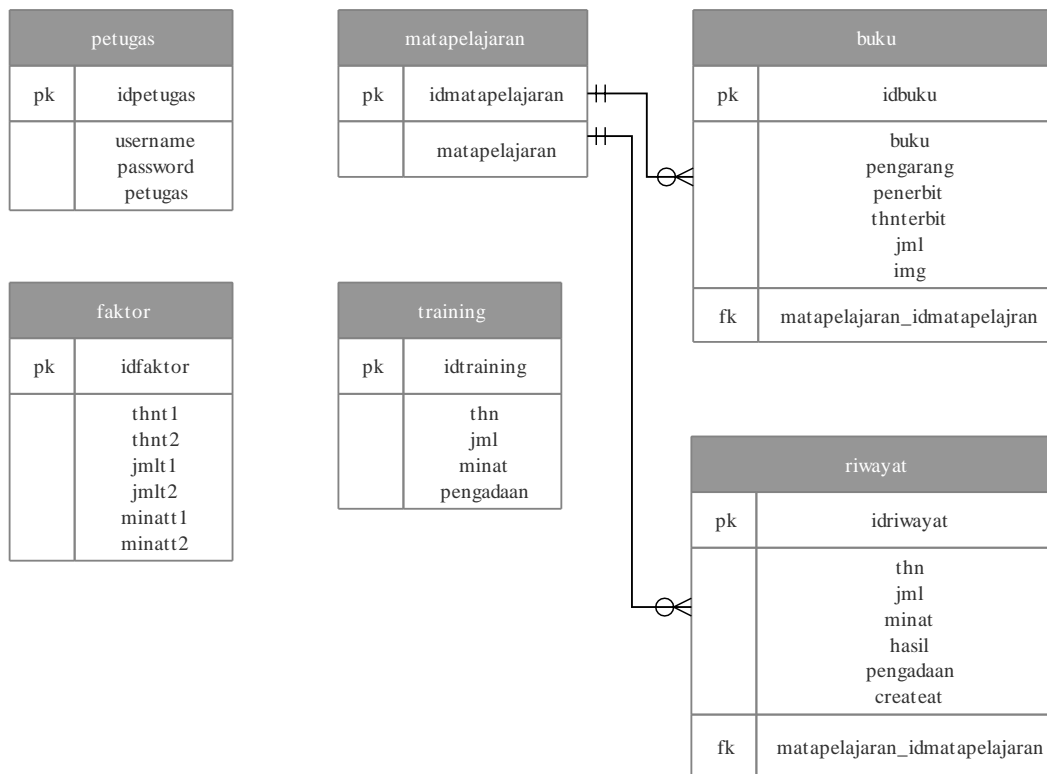 petugas
pk idpetugas
username
password
petugas
matapelajaran
pk idmatapelajaran
matapelajaran
buku
pk idbuku
buku
pengarang
penerbit
thnterbit
jml
img
fk matapelajaran_idmatapelajran
faktor
pk idfaktor
thnt1
thnt2
jmlt1
jmlt2
minatt1
minatt2
training
pk idtraining
thn
jml
minat
pengadaan
riwayat
pk idriwayat
thn
jml
minat
hasil
pengadaan
createat
fk matapelajaran_idmatapelajaran